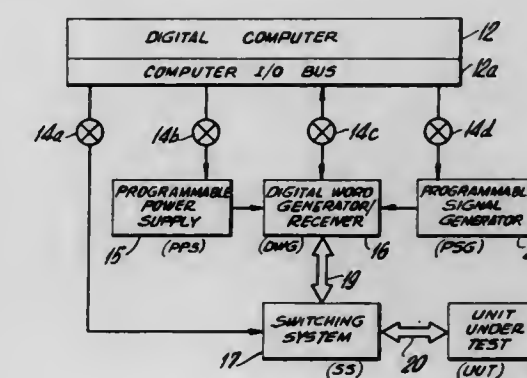 DIGITAL COMPUTER
12
COMPUTER I/O BUS
12a
14a
14b
14c
14d
PROGRAMMABLE
POWER
SUPPLY
DIGITAL WORD
GENERATOR/
RECEIVER
PROGRAMMABLE
SIGNAL
GENERATOR
15
(PPS)
(DWG)
16
(PSG)
19
SWITCHING
SYSTEM
UNIT
UNDER
TEST
17
(SS)
20
(UUT)